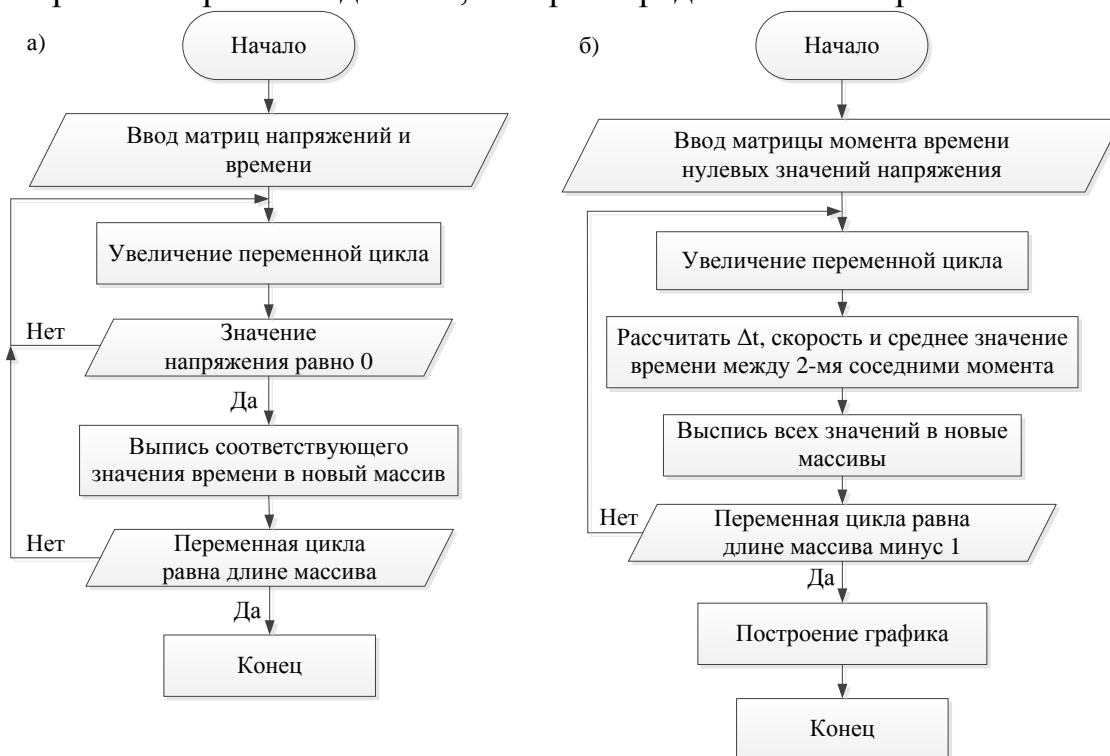 а)
Начало
Ввод матриц напряжений и
времени
Увеличение переменной цикла
Нет
Значение
напряжения равно 0
Да
Выпись соответствующего
значения времени в новый массив
Нет
Переменная цикла
равна длине массива
Да
Конец
б)
Начало
Ввод матрицы момента времени
нулевых значений напряжения
Увеличение переменной цикла
Рассчитать Δt, скорость и среднее значение
времени между 2-мя соседними момента
Выспись всех значений в новые
массивы
Нет
Переменная цикла равна
длине массива минус 1
Да
Построение графика
Конец